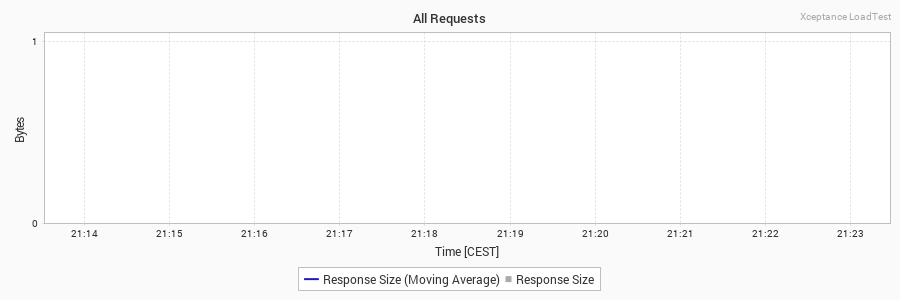 All Requests
Xceptance LoadTest
1
Bytes
0
21:14 21:15 21:16 21:17 21:18 21:19 21:20 21:21 21:22 21:23
Time [CEST]
Response Size (Moving Average) Response Size